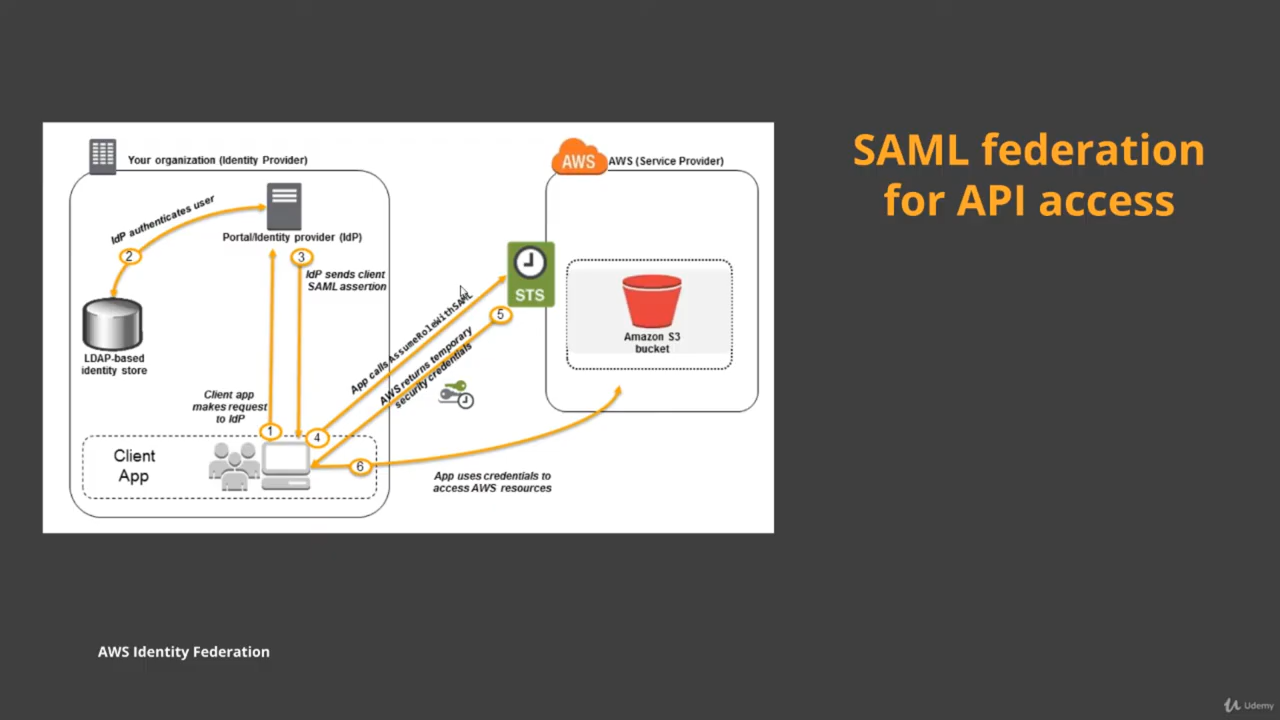 SAML federation
for API access
Your organization (Identity Provider)
AWS
AWS (Service Provider)
IdP authenticates user
2
Portal/Identity provider (IdP)
3
IdP sends client
SAML assertion
LDAP-based
identity store
STS
Amazon S3
bucket
App calls AssumeRoleWithSAML
5
AWS returns temporary
security credentials
Client app
makes request
to IdP
1
4
Client
App
6
App uses credentials to
access AWS resources
AWS Identity Federation
Udemy